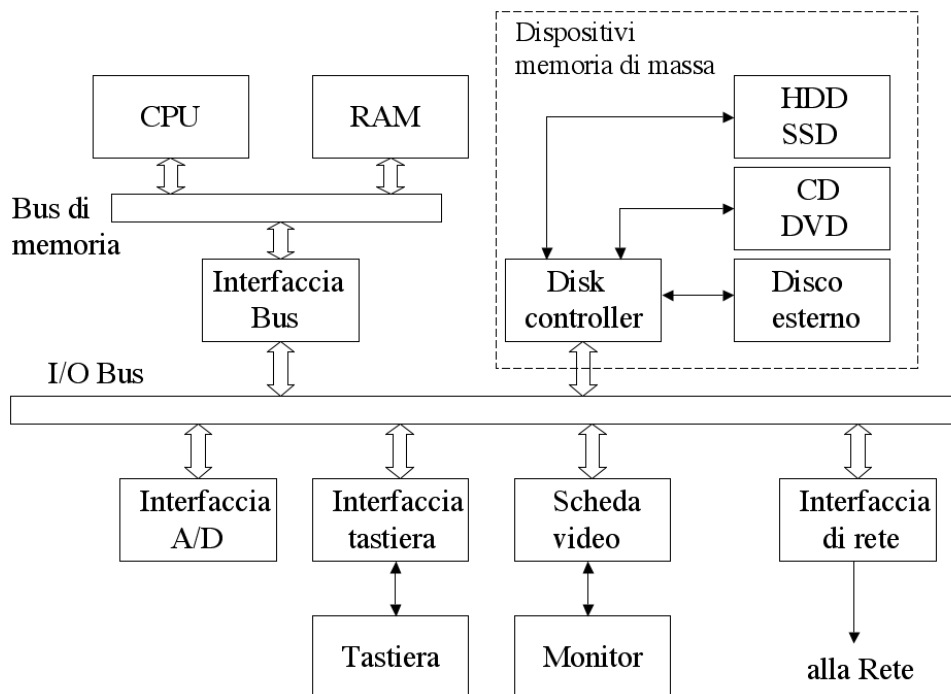 Dispositivi
memoria di massa
CPU
RAM
HDD
SSD
CD
DVD
Bus di
memoria
Interfaccia
Bus
Disk
controller
Disco
esterno
I/O Bus
Interfaccia
A/D
Interfaccia
tastiera
Scheda
video
Interfaccia
di rete
Tastiera
Monitor
alla Rete